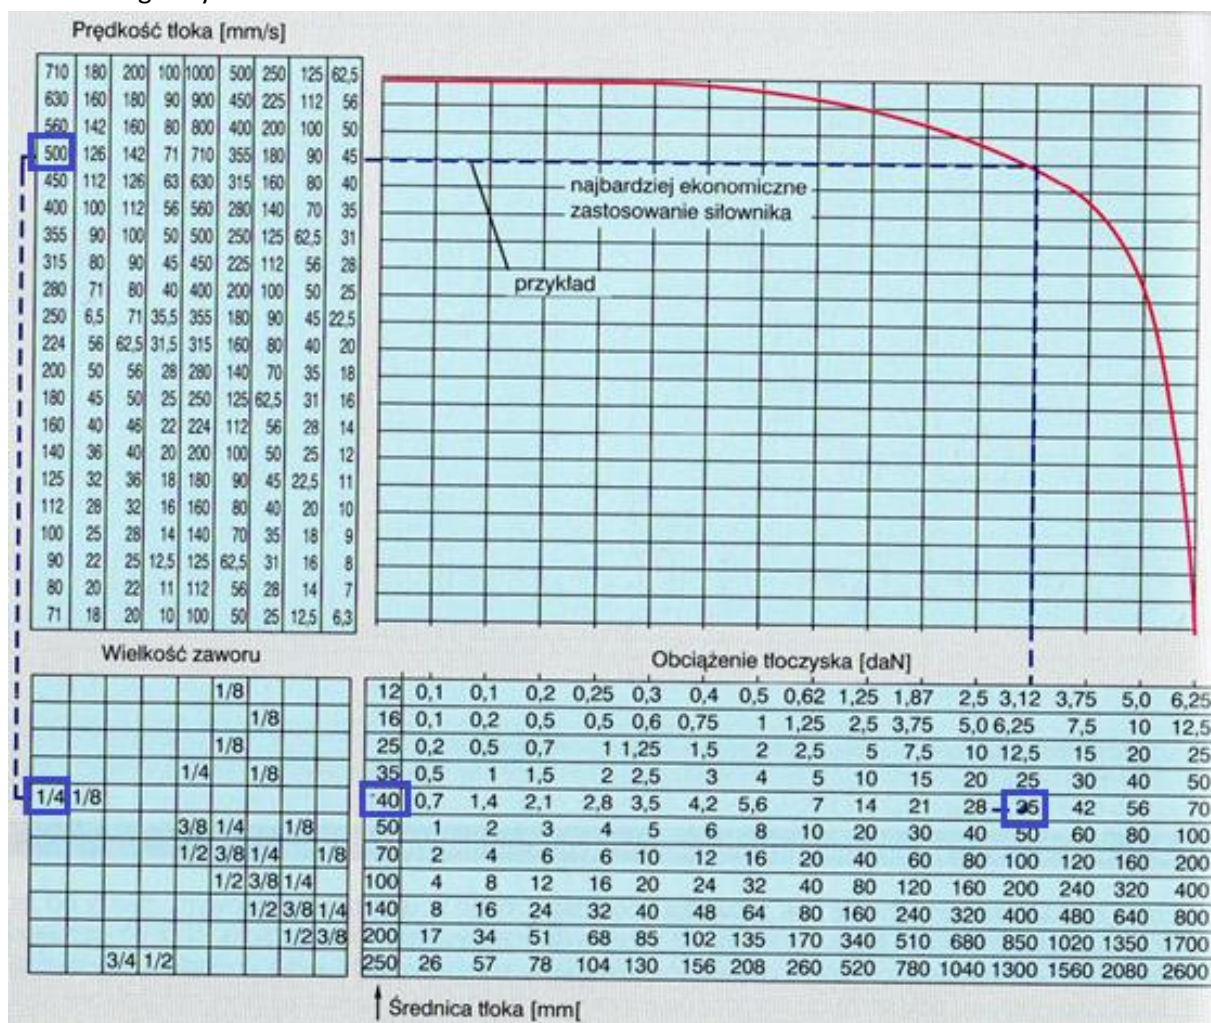 Prędkość tłoka [mm/s]
710 180 200 100 1000 500 250 125 62,5
630 160 180 90 900 450 225 112 56
560 142 160 80 800 400 200 100 50
500 126 142 71 710 355 180 90 45
450 112 126 63 630 315 160 80 40
400 100 112 56 560 280 140 70 35
355 90 100 50 500 250 125 62,5 31
315 80 90 45 450 225 112 56 28
280 71 80 40 400 200 100 50 25
250 6,5 71 35,5 355 180 90 45 22,5
224 56 62,5 31,5 315 160 80 40 20
200 50 56 28 280 140 70 35 18
180 45 50 25 250 125 62,5 31 16
160 40 46 22 224 112 56 28 14
140 36 40 20 200 100 50 25 12
125 32 36 18 180 90 45 22,5 11
112 28 32 16 160 80 40 20 10
100 25 28 14 140 70 35 18 9
90 22 25 12,5 125 62,5 31 16 8
80 20 22 11 112 56 28 14 7
71 18 20 10 100 50 25 12,5 6,3
najbardziej ekonomiczne
zastosowanie siłownika
przykład
Wielkość zaworu
1/8
1/8
1/8
1/4 1/8
1/4 1/8
3/8 1/4 1/8
1/2 3/8 1/4 1/8
1/2 3/8 1/4
1/2 3/8 1/4
1/2 3/8
3/4 1/2
Obciążenie tłoczyska [daN]
12 0,1 0,1 0,2 0,25 0,3 0,4 0,5 0,62 1,25 1,87 2,5 3,12 3,75 5,0 6,25
16 0,1 0,2 0,5 0,5 0,6 0,75 1 1,25 2,5 3,75 5,0 6,25 7,5 10 12,5
25 0,2 0,5 0,7 1 1,25 1,5 2 2,5 5 7,5 10 12,5 15 20 25
35 0,5 1 1,5 2 2,5 3 4 5 10 15 20 25 30 40 50
40 0,7 1,4 2,1 2,8 3,5 4,2 5,6 7 14 21 28 35 42 56 70
50 1 2 3 4 5 6 8 10 20 30 40 50 60 80 100
70 2 4 6 6 10 12 16 20 40 60 80 100 120 160 200
100 4 8 12 16 20 24 32 40 80 120 160 200 240 320 400
140 8 16 24 32 40 48 64 80 160 240 320 400 480 640 800
200 17 34 51 68 85 102 135 170 340 510 680 850 1020 1350 1700
250 26 57 78 104 130 156 208 260 520 780 1040 1300 1560 2080 2600
Średnica tłoka [mm[